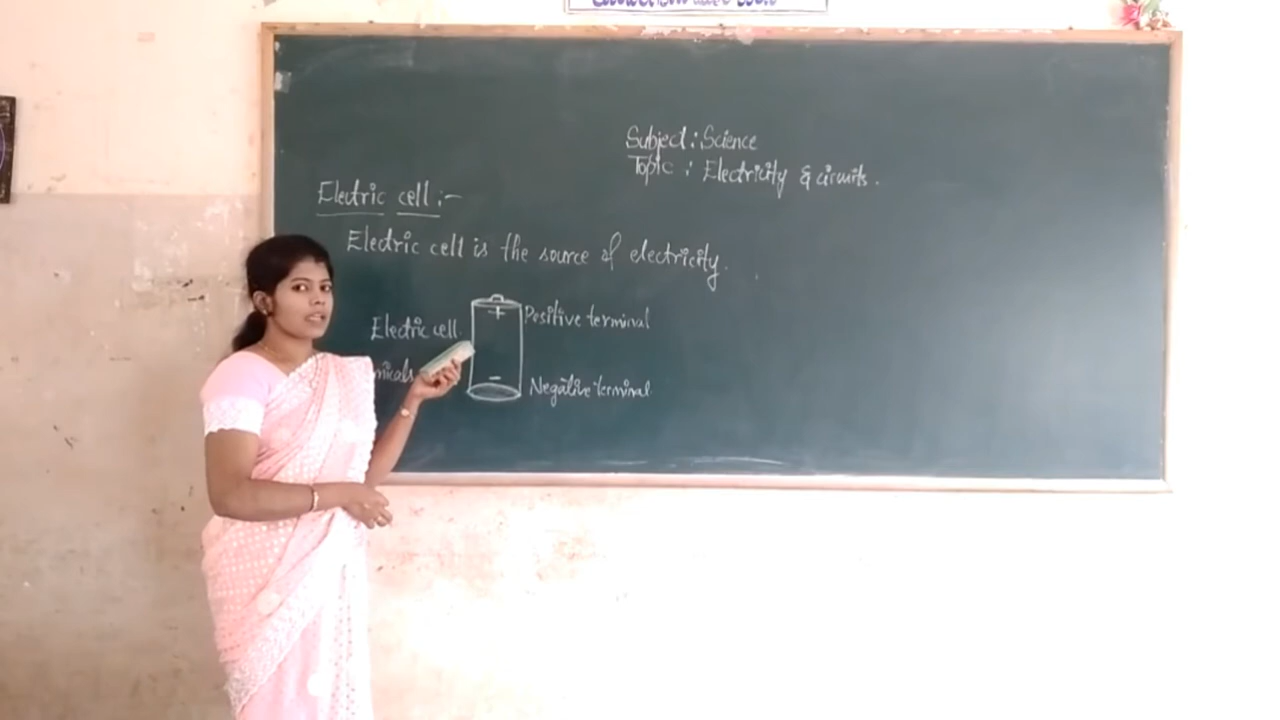 Subject : Science
Topic : Electricity & circuits.
Electric cell :-
Electric cell is the source of electricity.
Electric cell
+
Positive terminal
-
Negative terminal